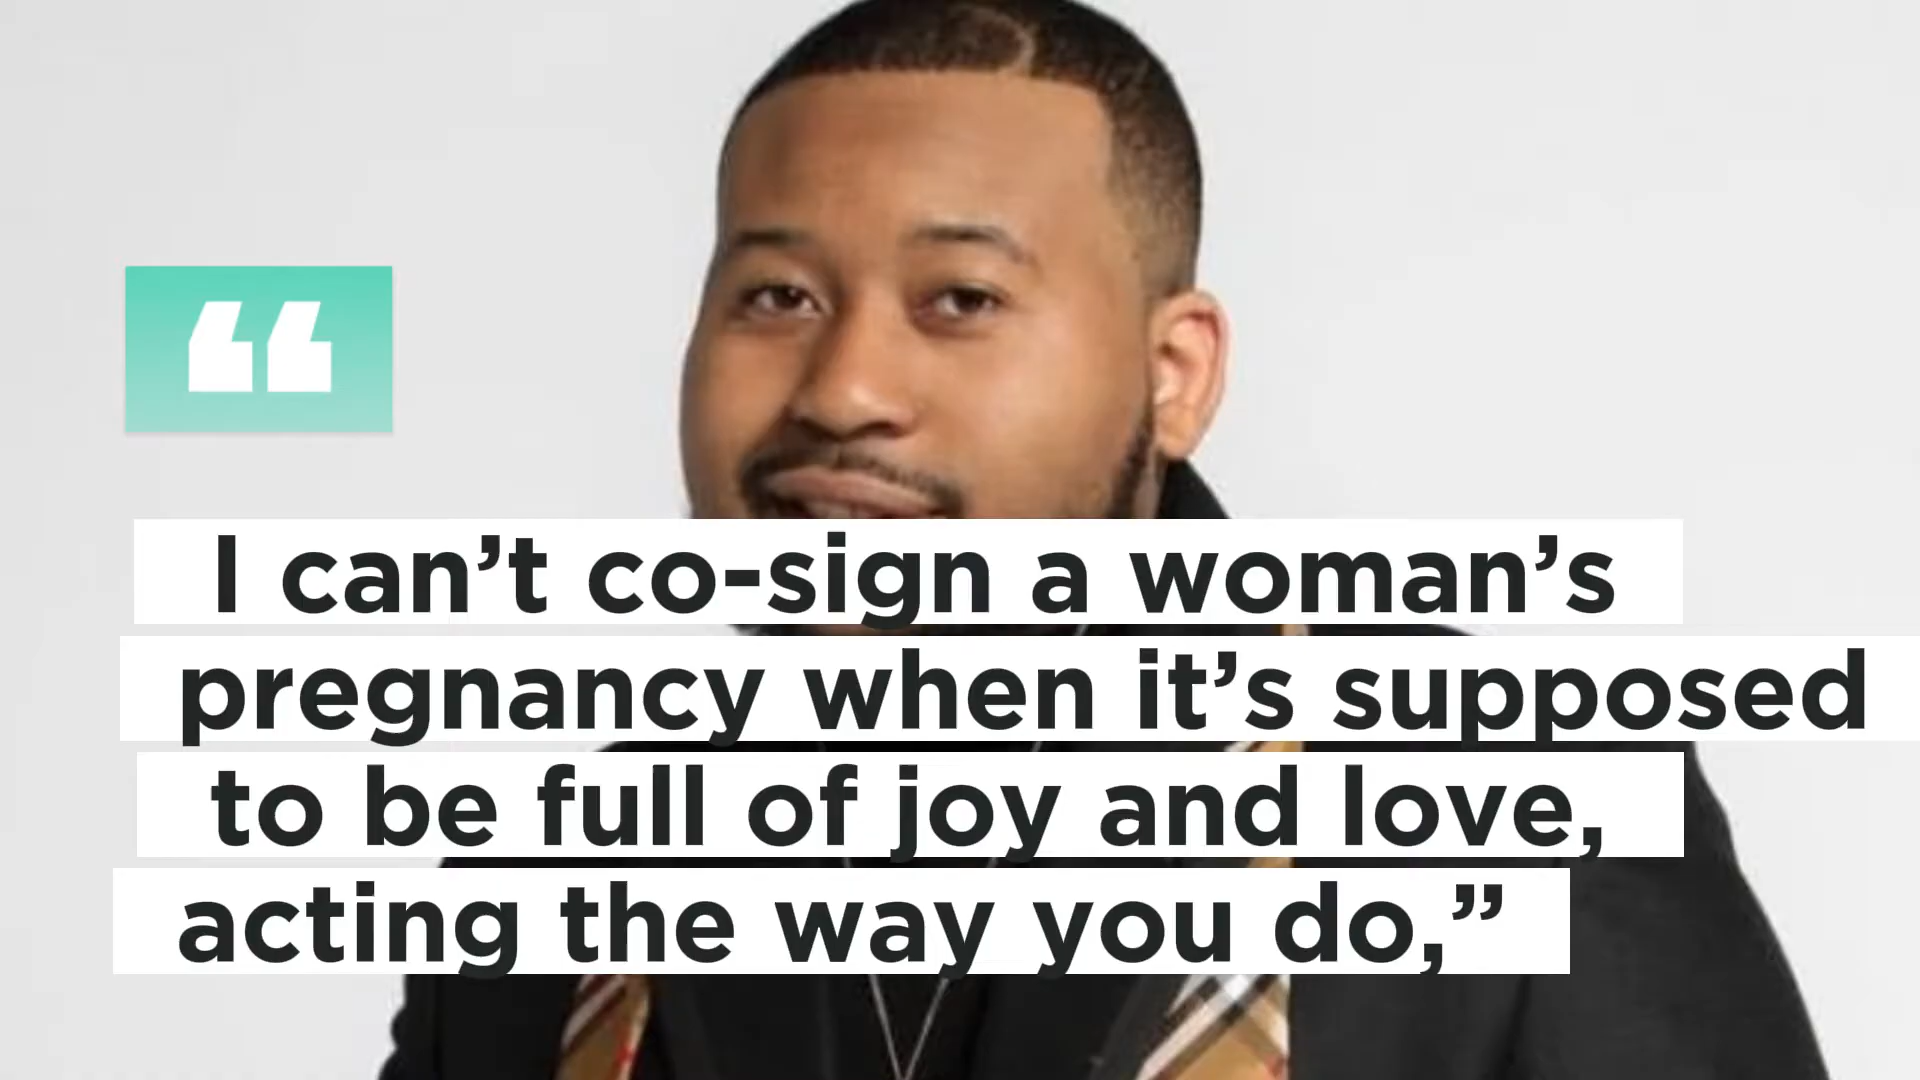 “
I can’t co-sign a woman’s
pregnancy when it’s supposed
to be full of joy and love,
acting the way you do,”